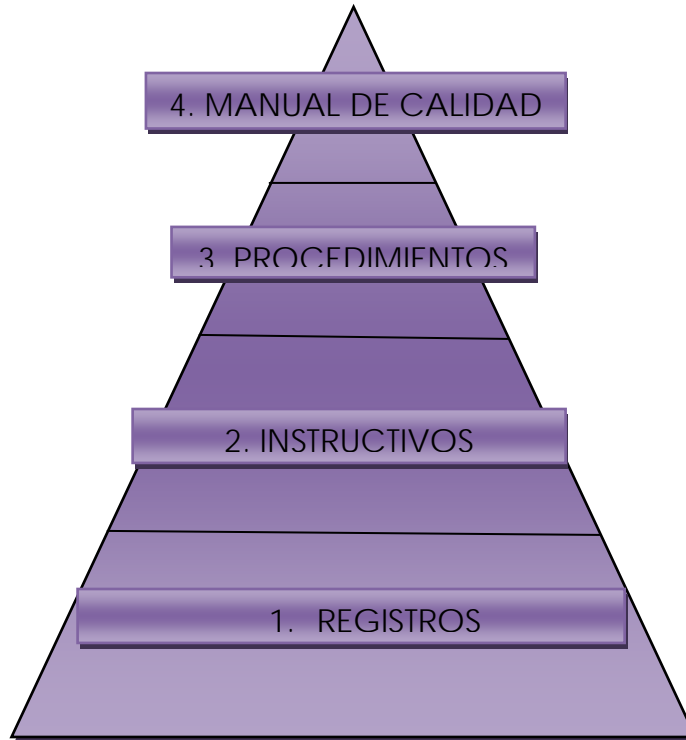 4. MANUAL DE CALIDAD
3. PROCEDIMIENTOS
2. INSTRUCTIVOS
1. REGISTROS